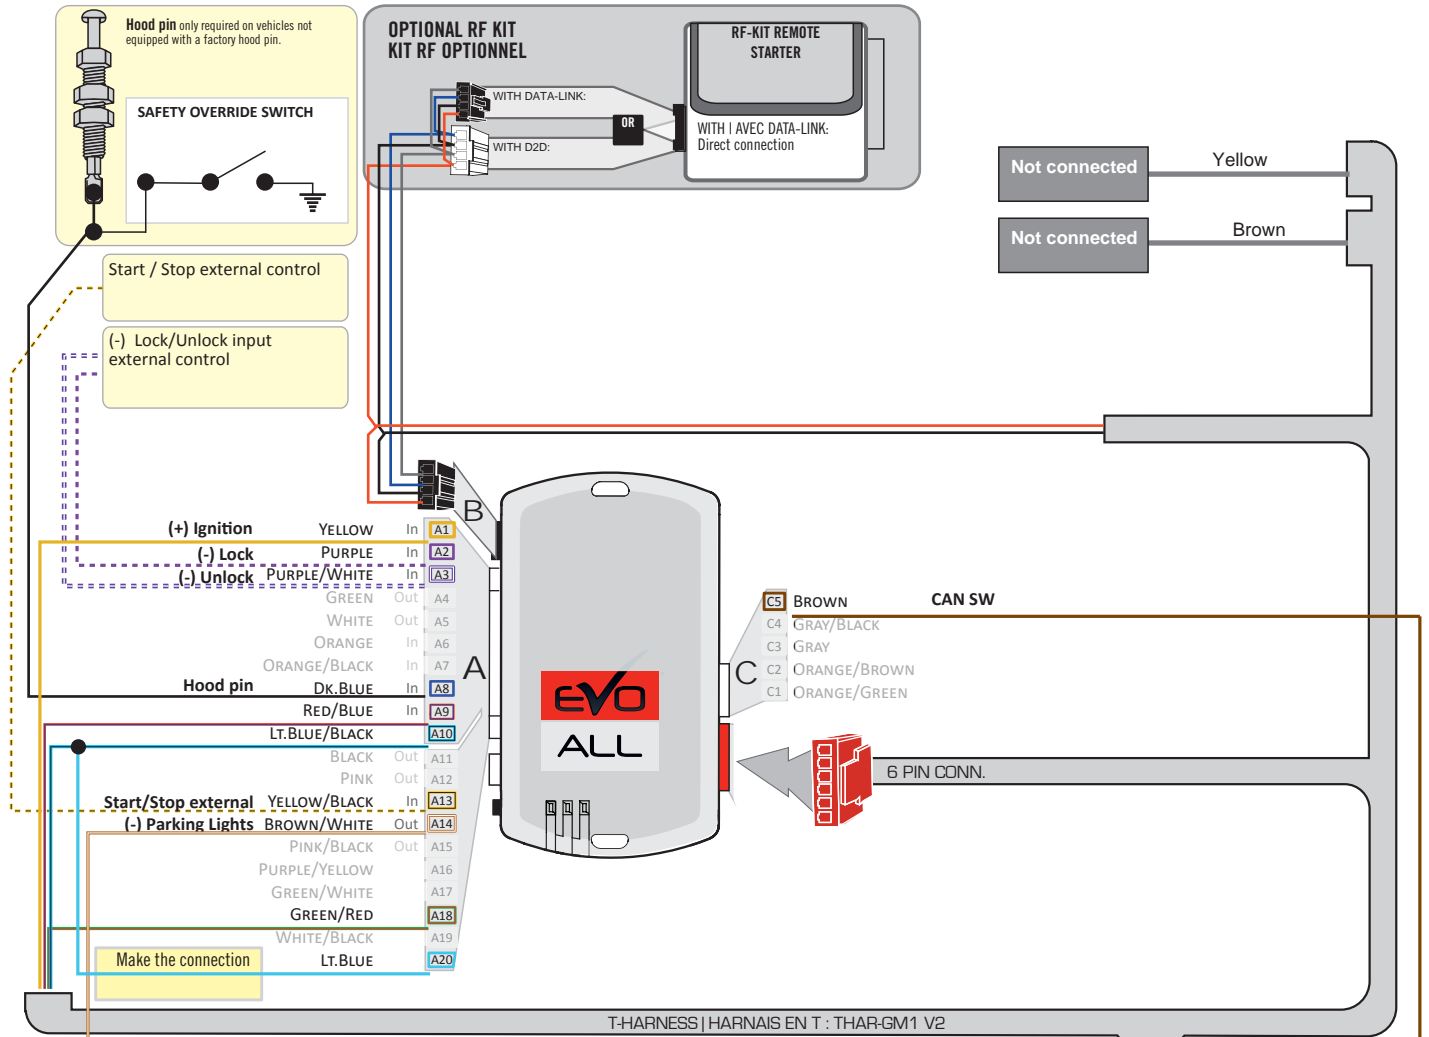 Hood pin only required on vehicles not
equipped with a factory hood pin.
SAFETY OVERRIDE SWITCH
OPTIONAL RF KIT
KIT RF OPTIONNEL
WITH DATA-LINK:
OR
WITH D2D:
RF-KIT REMOTE
STARTER
WITH | AVEC DATA-LINK:
Direct connection
Not connected
Yellow
Not connected
Brown
Start / Stop external control
(-) Lock/Unlock input
external control
B
(+) Ignition YELLOW In A1
(-) Lock PURPLE In A2
(-) Unlock PURPLE/WHITE In A3
GREEN Out A4
WHITE Out A5
ORANGE In A6
ORANGE/BLACK In A7
Hood pin DK.BLUE In A8
RED/BLUE In A9
LT.BLUE/BLACK A10
BLACK Out A11
PINK Out A12
Start/Stop external YELLOW/BLACK In A13
(-) Parking Lights BROWN/WHITE Out A14
PINK/BLACK Out A15
PURPLE/YELLOW A16
GREEN/WHITE A17
GREEN/RED A18
WHITE/BLACK A19
LT.BLUE A20
A
Make the connection
EVO
ALL
C
C5 BROWN CAN SW
C4 GRAY/BLACK
C3 GRAY
C2 ORANGE/BROWN
C1 ORANGE/GREEN
6 PIN CONN.
T-HARNESS | HARNAIS EN T : THAR-GM1 V2